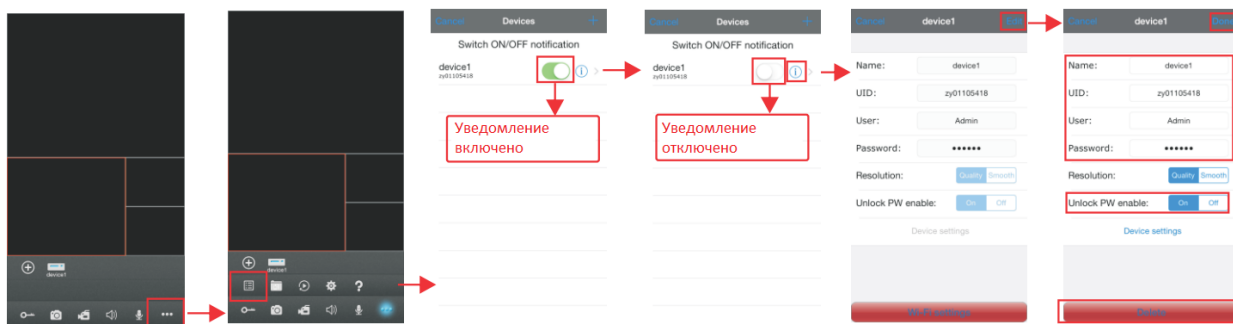 device1
device1
?
Cancel
Devices
+
Switch ON/OFF notification
device1
zy01105418
Уведомление
включено
Cancel
Devices
+
Switch ON/OFF notification
device1
zy01105418
Уведомление
отключено
Cancel
device1
Edit
Name:
device1
UID:
zy01105418
User:
Admin
Password:
••••••
Resolution:
Quality
Smooth
Unlock PW enable:
On
Off
Device settings
Wi-Fi settings
Cancel
device1
Done
Name:
device1
UID:
zy01105418
User:
Admin
Password:
••••••
Resolution:
Quality
Smooth
Unlock PW enable:
On
Off
Device settings
Delete